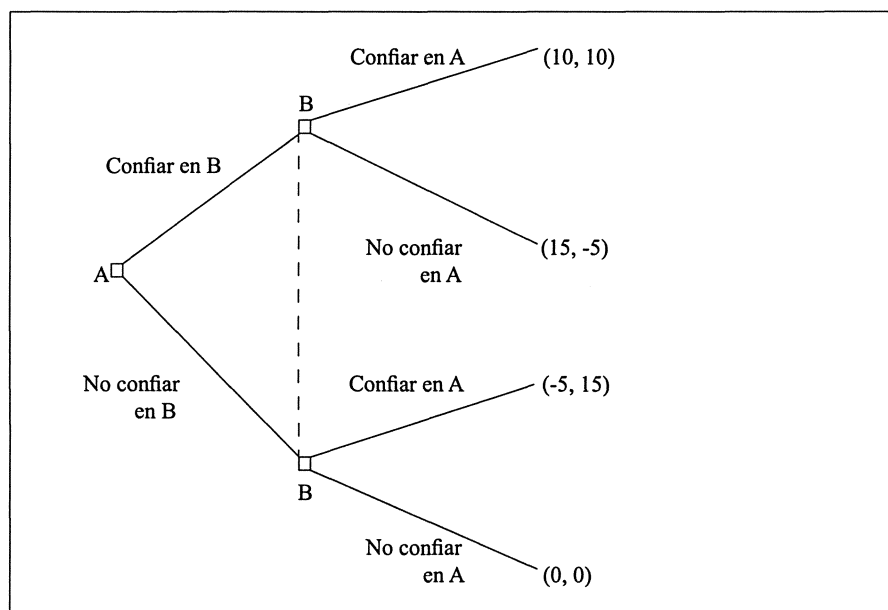 Confiar en A
(10, 10)
B
Confiar en B
No confiar
en A
(15, -5)
A
No confiar
en B
Confiar en A
(-5, 15)
B
No confiar
en A
(0, 0)